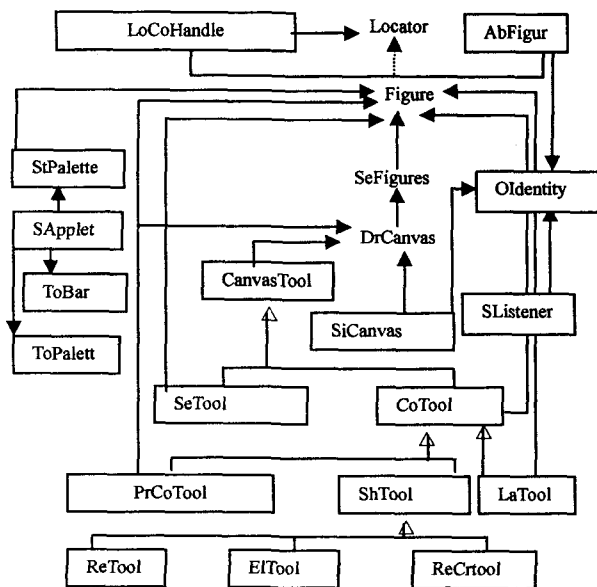 LoCoHandle
Locator
AbFigur
Figure
StPalette
SeFigures
OIdentity
SApplet
DrCanvas
CanvasTool
ToBar
SiCanvas
SListener
ToPalett
SeTool
CoTool
PrCoTool
ShTool
LaTool
ReTool
ElTool
ReCrtool